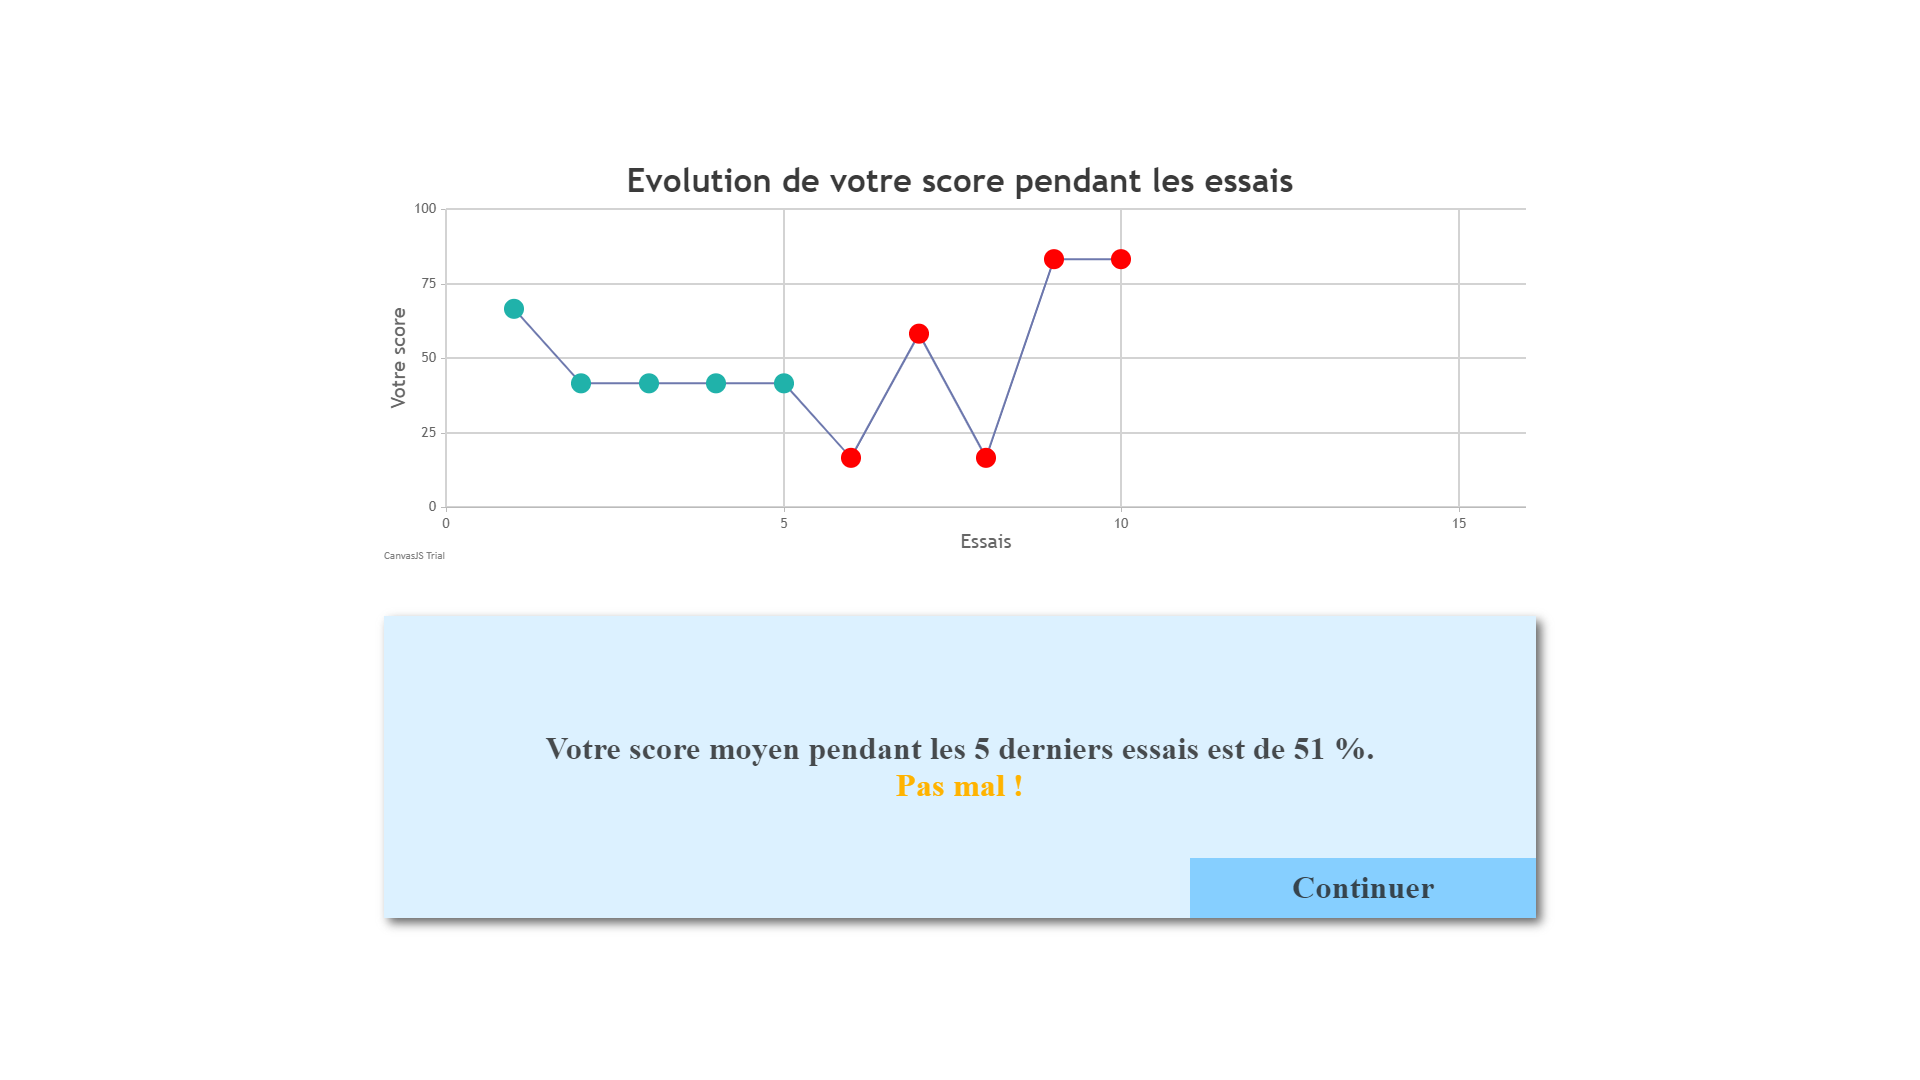 Evolution de votre score pendant les essais
100
75
50
25
0
Votre score
0 5 10 15
Essais
CanvasJS Trial
Votre score moyen pendant les 5 derniers essais est de 51 %.
Pas mal !
Continuer